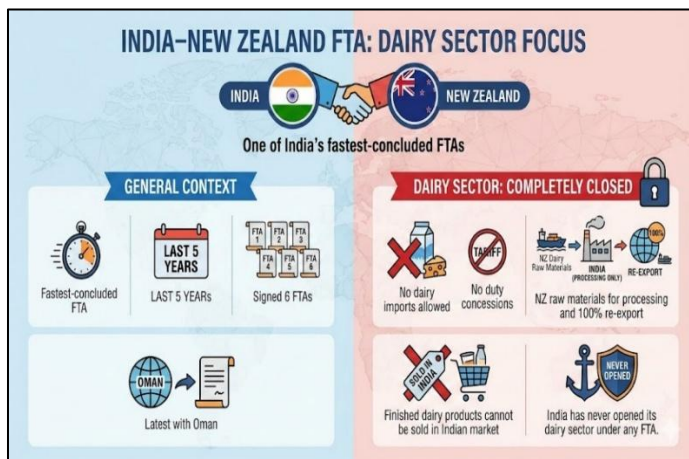 INDIA–NEW ZEALAND FTA: DAIRY SECTOR FOCUS
INDIA
NEW ZEALAND
One of India's fastest-concluded FTAs
GENERAL CONTEXT
LAST 5
YEARS
FTA
1
FTA
2
FTA
3
FTA
4
FTA
5
FTA
6
Fastest-concluded
FTA
LAST 5 YEARs
Signed 6 FTAs
OMAN
Latest with Oman
DAIRY SECTOR: COMPLETELY CLOSED
TARIFF
100%
NZ Dairy
Raw Materials
INDIA
(PROCESSING ONLY)
RE-EXPORT
No dairy
imports allowed
No duty
concessions
NZ raw materials for processing
and 100% re-export
SOLD IN
INDIA
Finished dairy products cannot
be sold in Indian market
NEVER
OPENED
India has never opened its
dairy sector under any FTA.